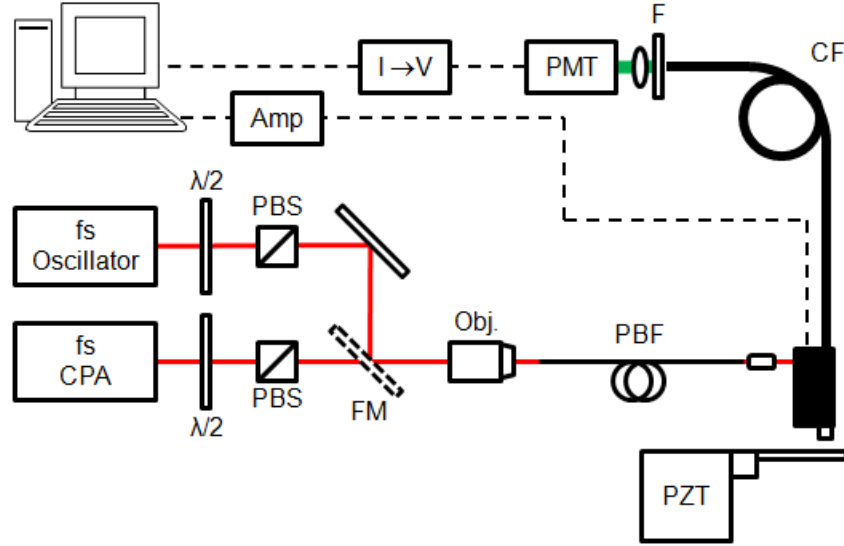 F
CF
I →V
PMT
Amp
λ/2
PBS
fs
Oscillator
Obj.
PBF
fs
CPA
PBS
FM
λ/2
PZT